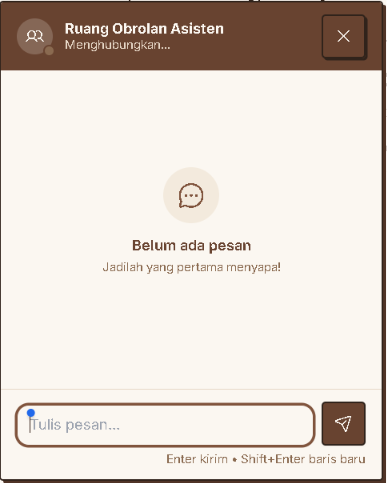 Ruang Obrolan Asisten
Menghubungkan...
Belum ada pesan
Jadilah yang pertama menyapa!
Tulis pesan...
Enter kirim • Shift+Enter baris baru